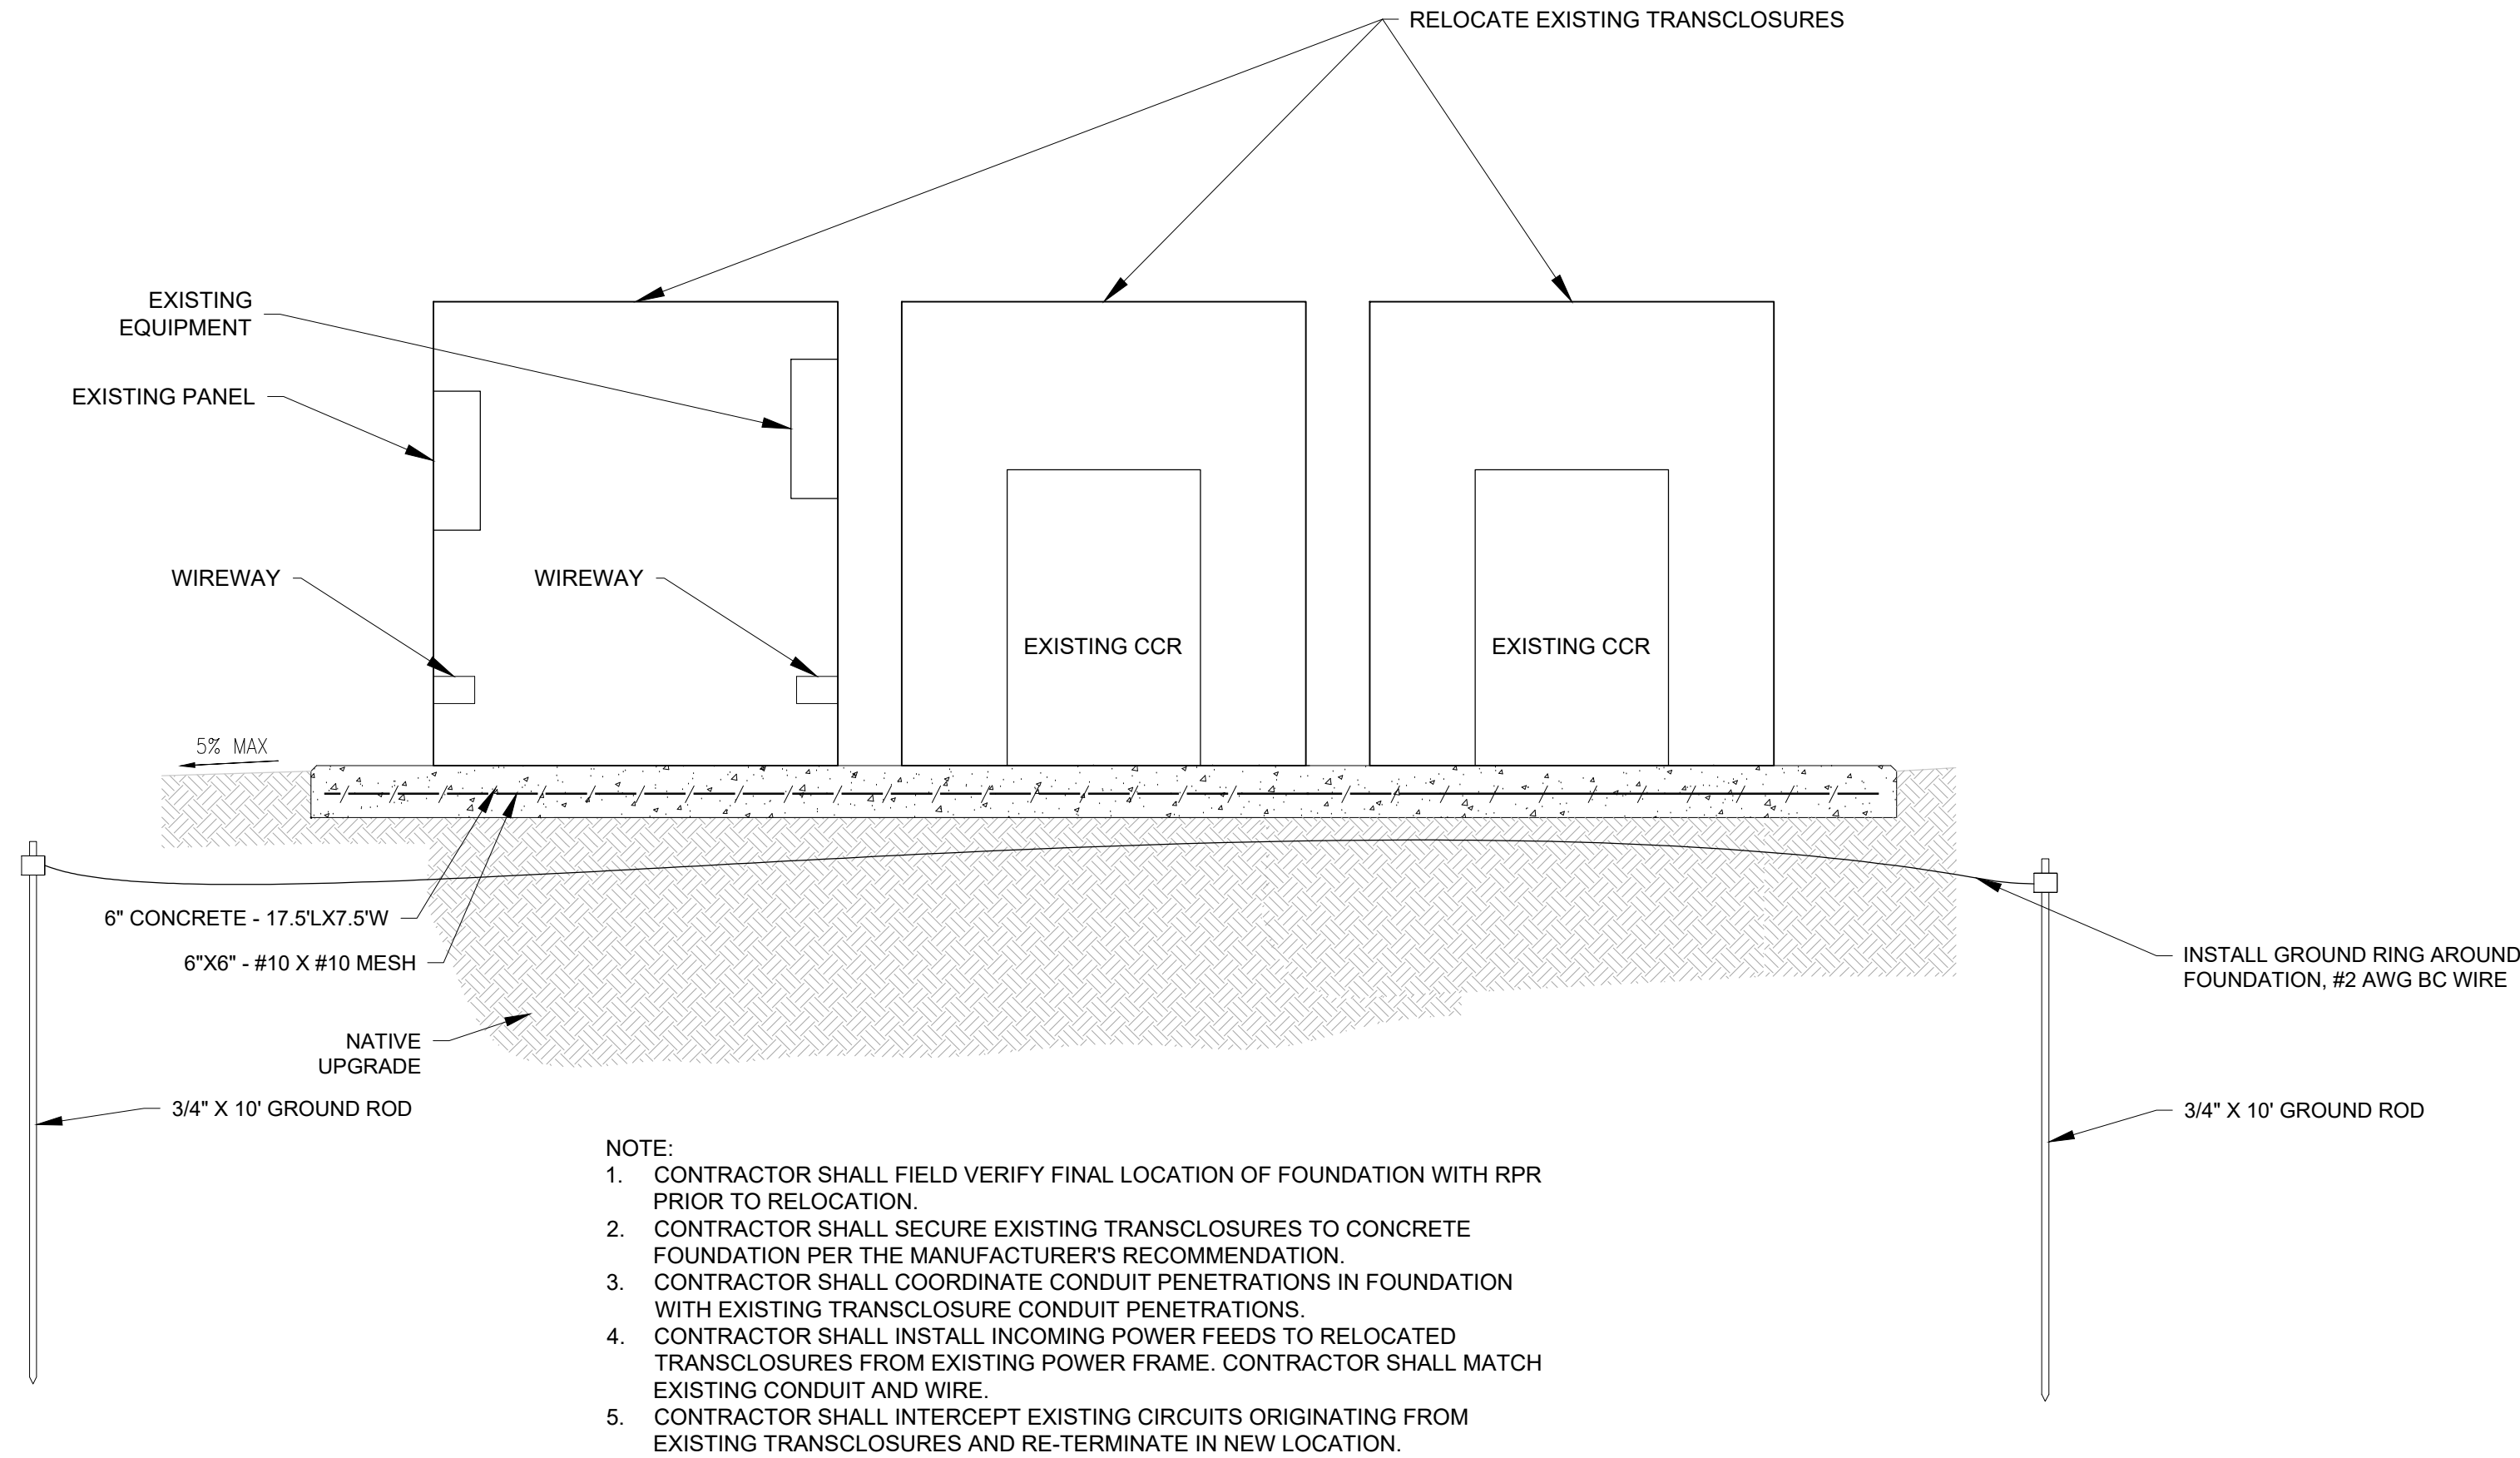 RELOCATE EXISTING TRANSCLOSURES
EXISTING
EQUIPMENT
EXISTING PANEL
WIREWAY
WIREWAY
EXISTING CCR
EXISTING CCR
5% MAX
6" CONCRETE - 17.5'LX7.5'W
6"X6" - #10 X #10 MESH
INSTALL GROUND RING AROUND
FOUNDATION, #2 AWG BC WIRE
NATIVE
UPGRADE
3/4" X 10' GROUND ROD
3/4" X 10' GROUND ROD
NOTE:
1. CONTRACTOR SHALL FIELD VERIFY FINAL LOCATION OF FOUNDATION WITH RPR
PRIOR TO RELOCATION.
2. CONTRACTOR SHALL SECURE EXISTING TRANSCLOSURES TO CONCRETE
FOUNDATION PER THE MANUFACTURER'S RECOMMENDATION.
3. CONTRACTOR SHALL COORDINATE CONDUIT PENETRATIONS IN FOUNDATION
WITH EXISTING TRANSCLOSURE CONDUIT PENETRATIONS.
4. CONTRACTOR SHALL INSTALL INCOMING POWER FEEDS TO RELOCATED
TRANSCLOSURES FROM EXISTING POWER FRAME. CONTRACTOR SHALL MATCH
EXISTING CONDUIT AND WIRE.
5. CONTRACTOR SHALL INTERCEPT EXISTING CIRCUITS ORIGINATING FROM
EXISTING TRANSCLOSURES AND RE-TERMINATE IN NEW LOCATION.